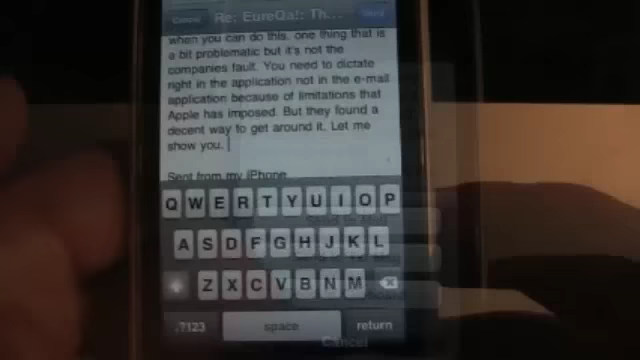 Cancel Re: EureQa!: Th... Send
when you can do this. one thing that is
a bit problematic but it's not the
companies fault. You need to dictate
right in the application not in the e-mail
application because of limitations that
Apple has imposed. But they found a
decent way to get around it. Let me
show you.
Sent from my iPhone
Q W E R T Y U I O P
A S D F G H J K L
Z X C V B N M
.?123 space return
Cancel